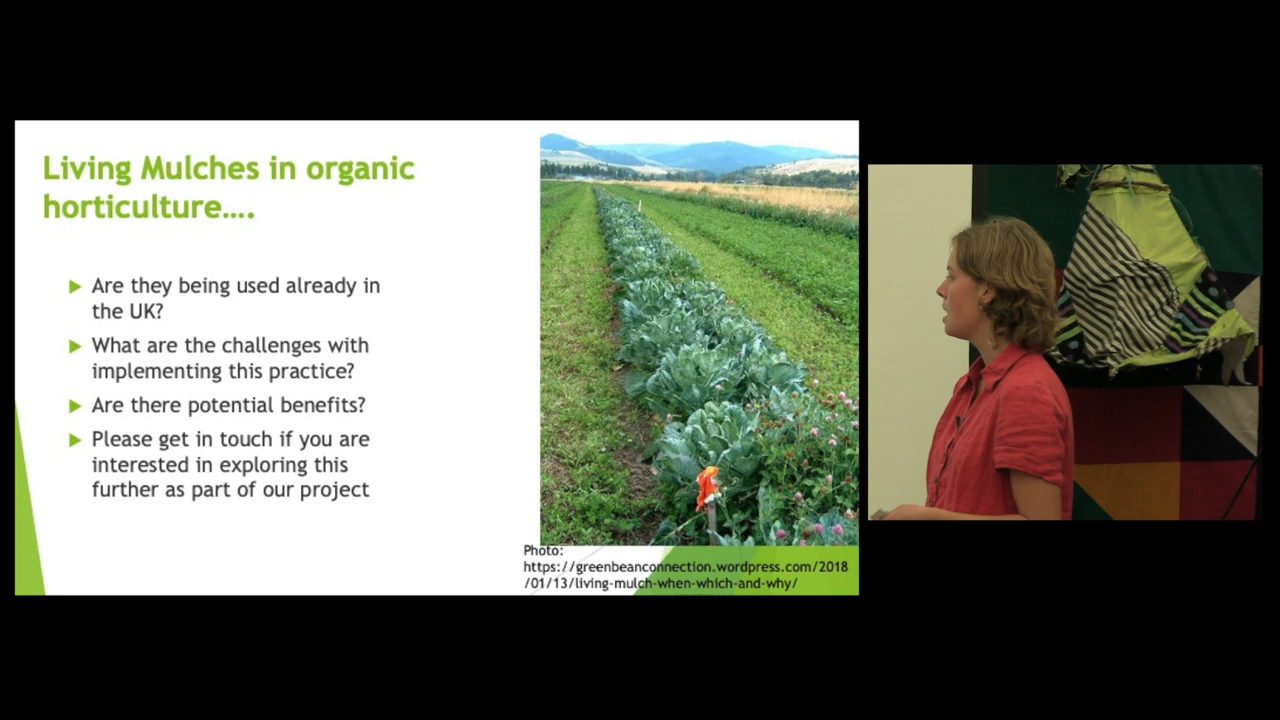 Living Mulches in organic
horticulture….
Are they being used already in
the UK?
What are the challenges with
implementing this practice?
Are there potential benefits?
Please get in touch if you are
interested in exploring this
further as part of our project
Photo:
https://greenbeanconnection.wordpress.com/2018
/01/13/living-mulch-when-which-and-why/